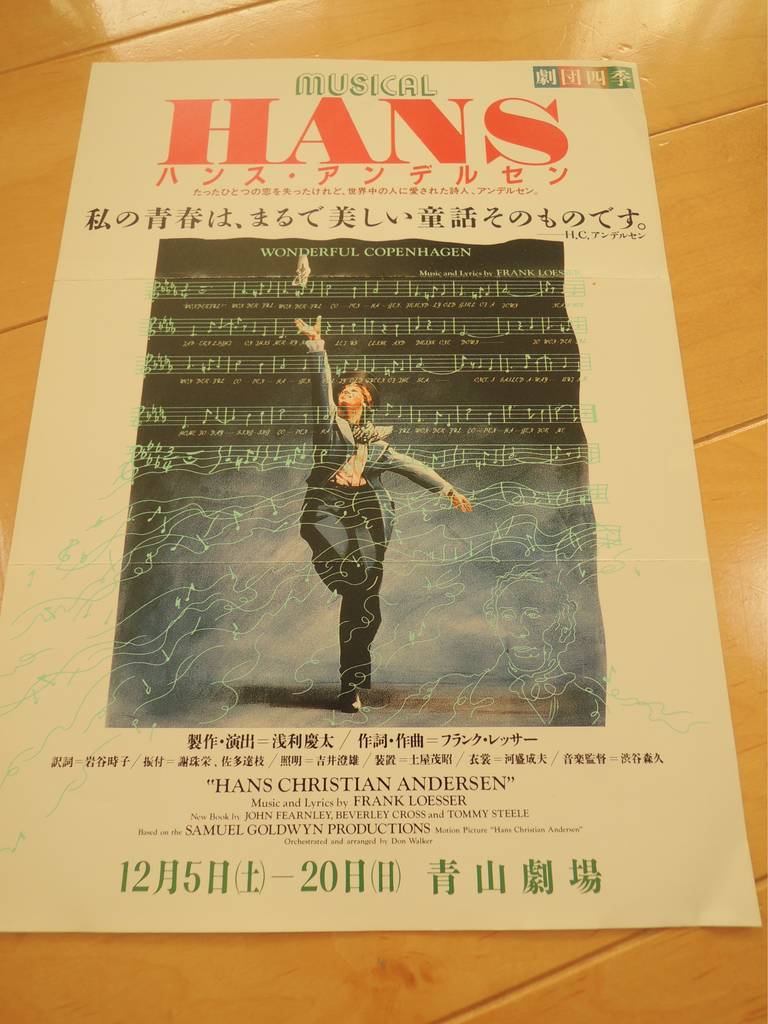 劇団四季
MUSICAL
HANS
ハンス・アンデルセン
たったひとつの恋を失ったけれど、世界中の人に愛された詩人、アンデルセン。
私の青春は、まるで美しい童話そのものです。
——H.C.アンデルセン
WONDERFUL COPENHAGEN
Music and Lyrics by FRANK LOESSER
製作・演出=浅利慶太/作詞・作曲=フランク・レッサー
訳詞=岩谷時子/振付=謝珠栄、佐多達枝/照明=吉井澄雄/装置=土屋茂昭/衣裳=河盛成夫/音楽監督=渋谷森久
"HANS CHRISTIAN ANDERSEN"
Music and Lyrics by FRANK LOESSER
New Book by JOHN FEARNLEY, BEVERLEY CROSS and TOMMY STEELE
Based on the SAMUEL GOLDWYN PRODUCTIONS Motion Picture "Hans Christian Andersen"
Orchestrated and arranged by Don Walker
12月5日(土)—20日(日) 青山劇場